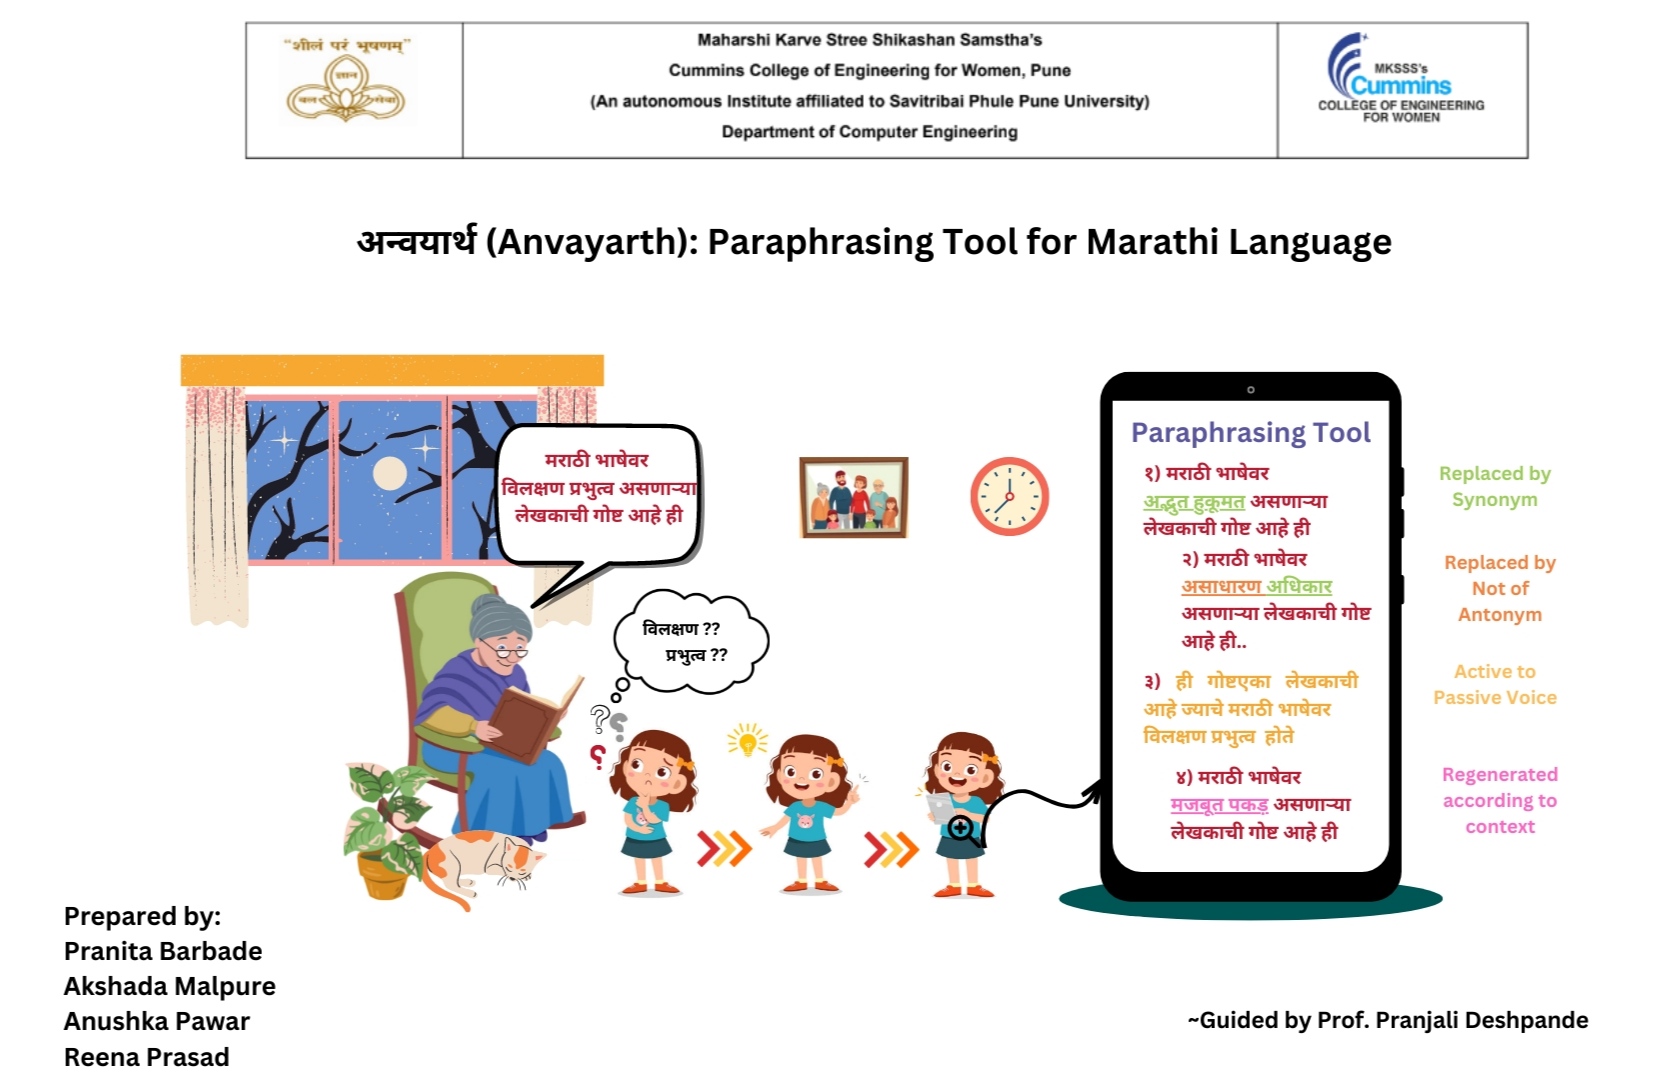 “शीलं परं भूषणम्”
ज्ञान
बल सेवा
Maharshi Karve Stree Shikashan Samstha's
Cummins College of Engineering for Women, Pune
(An autonomous Institute affiliated to Savitribai Phule Pune University)
Department of Computer Engineering
MKSSS's
Cummins
COLLEGE OF ENGINEERING
FOR WOMEN
अन्वयार्थ (Anvayarth): Paraphrasing Tool for Marathi Language
मराठी भाषेवर
विलक्षण प्रभुत्व असणाऱ्या
लेखकाची गोष्ट आहे ही
विलक्षण ??
प्रभुत्व ??
Paraphrasing Tool
१) मराठी भाषेवर
अद्भुत हुकूमत असणाऱ्या
लेखकाची गोष्ट आहे ही
२) मराठी भाषेवर
असाधारण अधिकार
असणाऱ्या लेखकाची गोष्ट
आहे ही..
३) ही गोष्टएका लेखकाची
आहे ज्याचे मराठी भाषेवर
विलक्षण प्रभुत्व होते
४) मराठी भाषेवर
मजबूत पकड़ असणाऱ्या
लेखकाची गोष्ट आहे ही
Replaced by
Synonym
Replaced by
Not of
Antonym
Active to
Passive Voice
Regenerated
according to
context
Prepared by:
Pranita Barbade
Akshada Malpure
Anushka Pawar
Reena Prasad
~Guided by Prof. Pranjali Deshpande